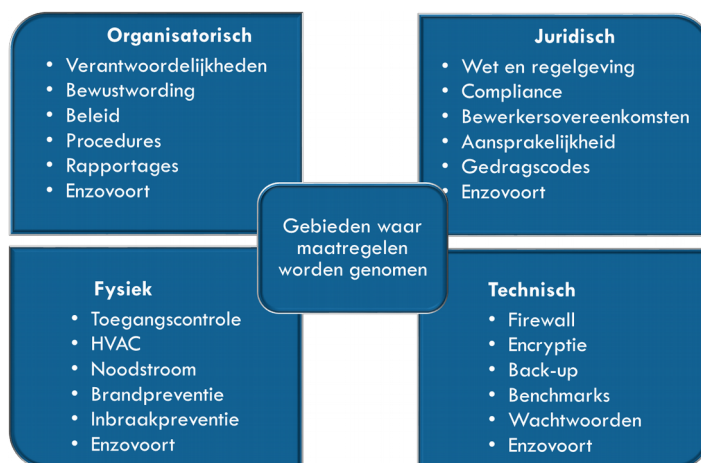 Organisatorisch
• Verantwoordelijkheden
• Bewustwording
• Beleid
• Procedures
• Rapportages
• Enzovoort
Juridisch
• Wet en regelgeving
• Compliance
• Bewerkersovereenkomsten
• Aansprakelijkheid
• Gedragscodes
• Enzovoort
Gebieden waar
maatregelen
worden genomen
Fysiek
• Toegangscontrole
• HVAC
• Noodstroom
• Brandpreventie
• Inbraakpreventie
• Enzovoort
Technisch
• Firewall
• Encryptie
• Back-up
• Benchmarks
• Wachtwoorden
• Enzovoort